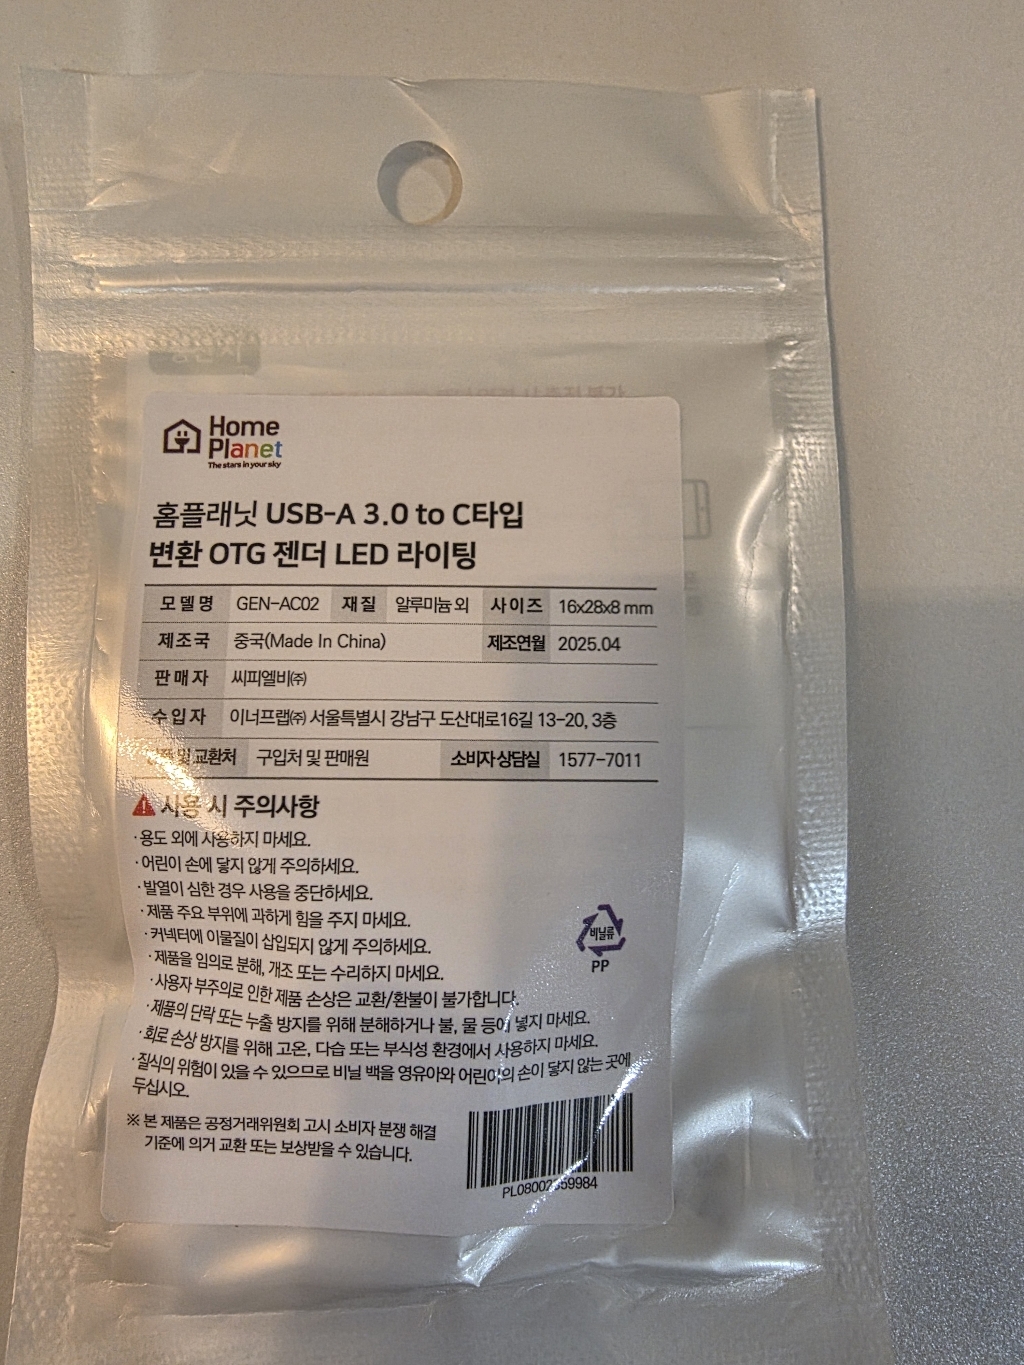 Home
Planet
The stars in your sky
홈플래닛 USB-A 3.0 to C타입
변환 OTG 젠더 LED 라이팅
모델명 GEN-AC02 재질 알루미늄 외 사이즈 16x28x8 mm
제조국 중국(Made In China) 제조연월 2025.04
판매자 씨피엘비㈜
수입자 이너프랩㈜ 서울특별시 강남구 도산대로16길 13-20, 3층
및 교환처 구입처 및 판매원 소비자상담실 1577-7011
사용 시 주의사항
·용도 외에 사용하지 마세요.
·어린이 손에 닿지 않게 주의하세요.
·발열이 심한 경우 사용을 중단하세요.
·제품 주요 부위에 과하게 힘을 주지 마세요.
·커넥터에 이물질이 삽입되지 않게 주의하세요.
·제품을 임의로 분해, 개조 또는 수리하지 마세요.
·사용자 부주의로 인한 제품 손상은 교환/환불이 불가합니다.
·제품의 단락 또는 누출 방지를 위해 분해하거나 불, 물 등에 넣지 마세요.
·회로 손상 방지를 위해 고온, 다습 또는 부식성 환경에서 사용하지 마세요.
·질식의 위험이 있을 수 있으므로 비닐 백을 영유아와 어린이의 손이 닿지 않는 곳에
두십시오.
비닐류
PP
※ 본 제품은 공정거래위원회 고시 소비자 분쟁 해결
기준에 의거 교환 또는 보상받을 수 있습니다.